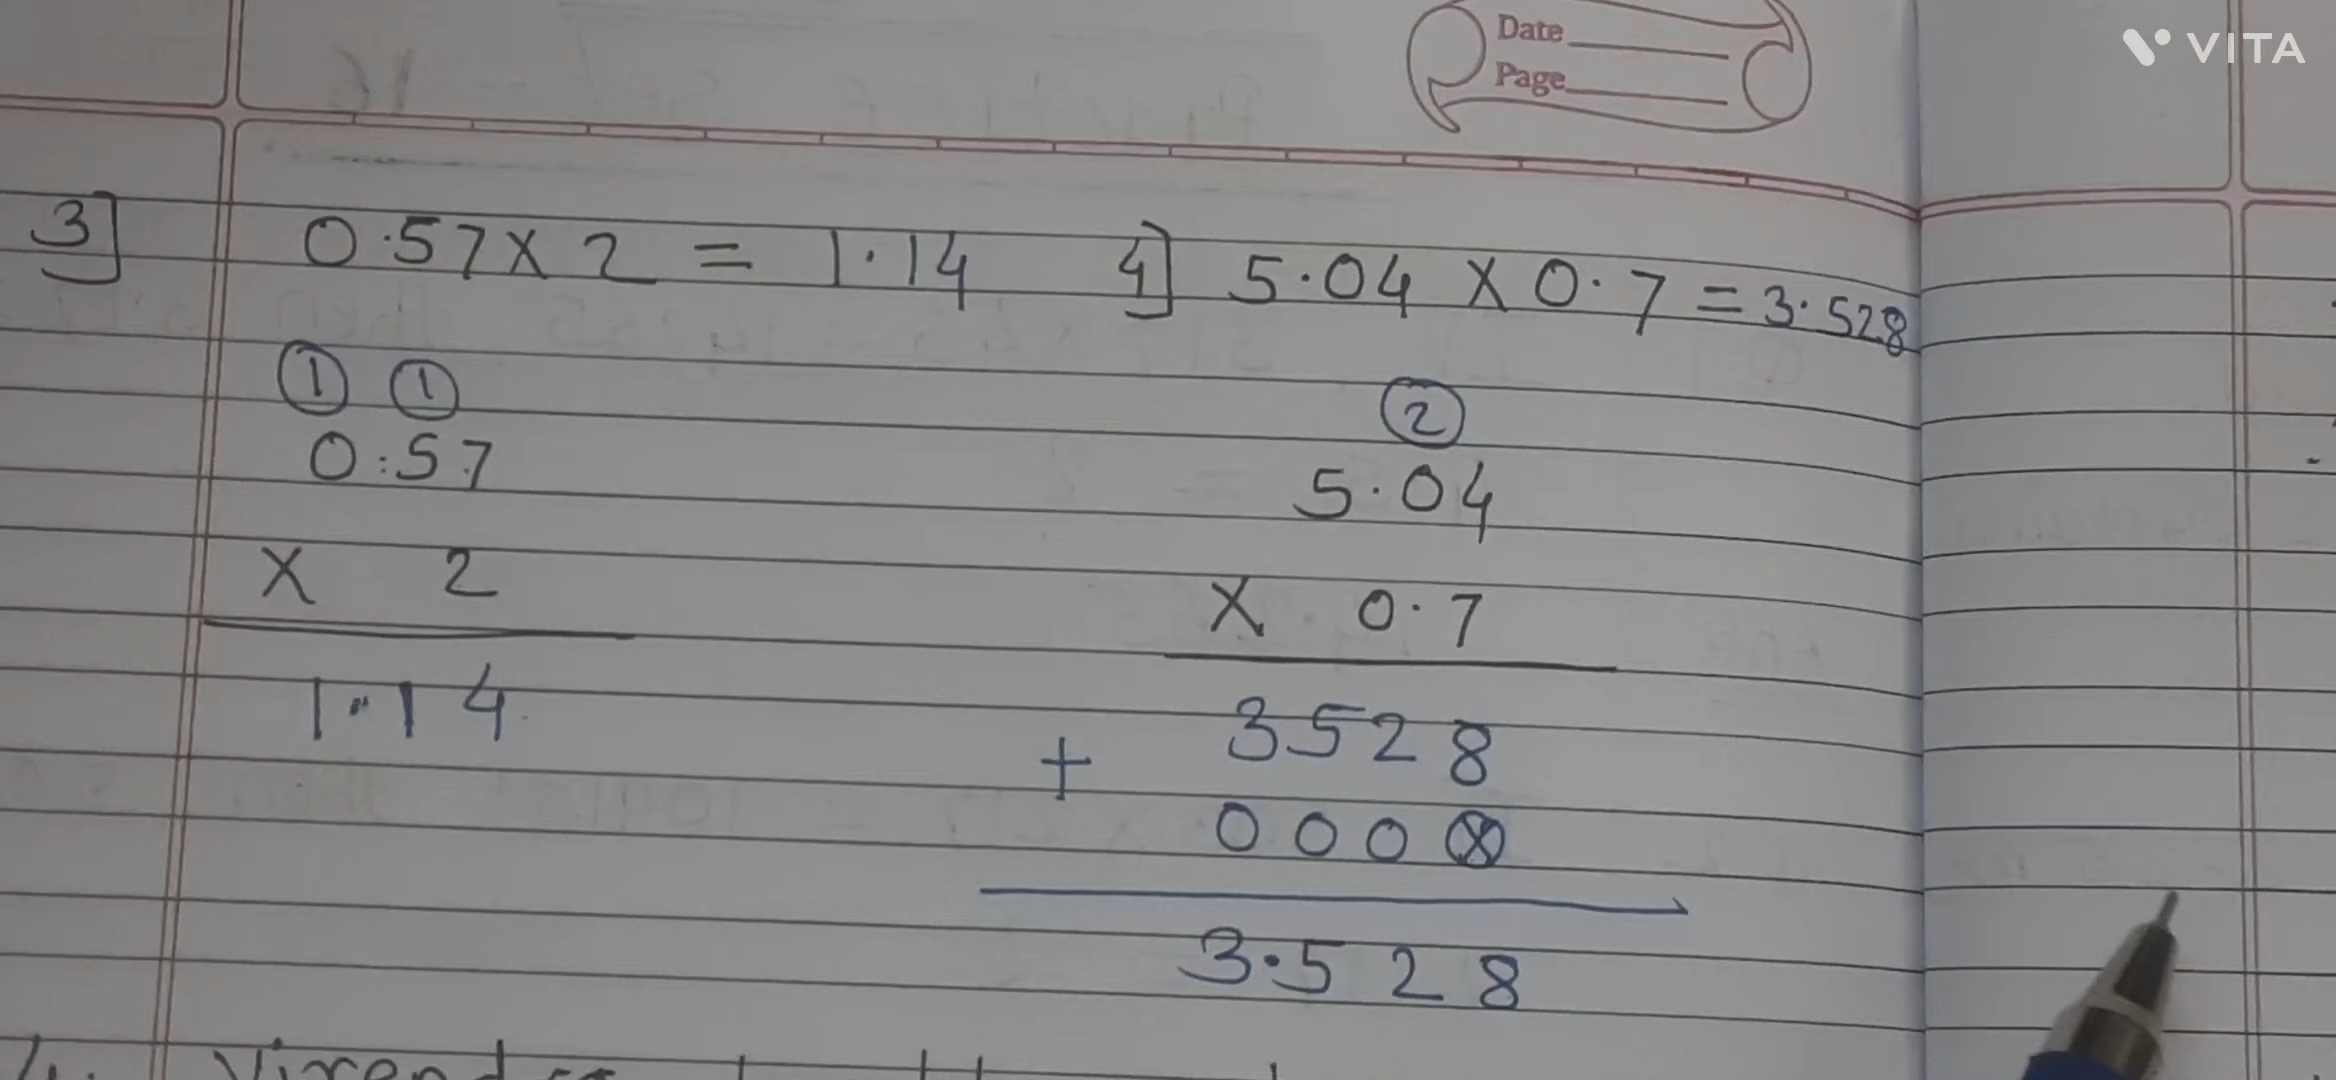 Date
Page
VITA
3] 0.57 X 2 = 1.14 4] 5.04 X 0.7 = 3.528
1 1
2
0.57
5.04
X 2
X 0.7
1.14
3528
+
000X
3.528